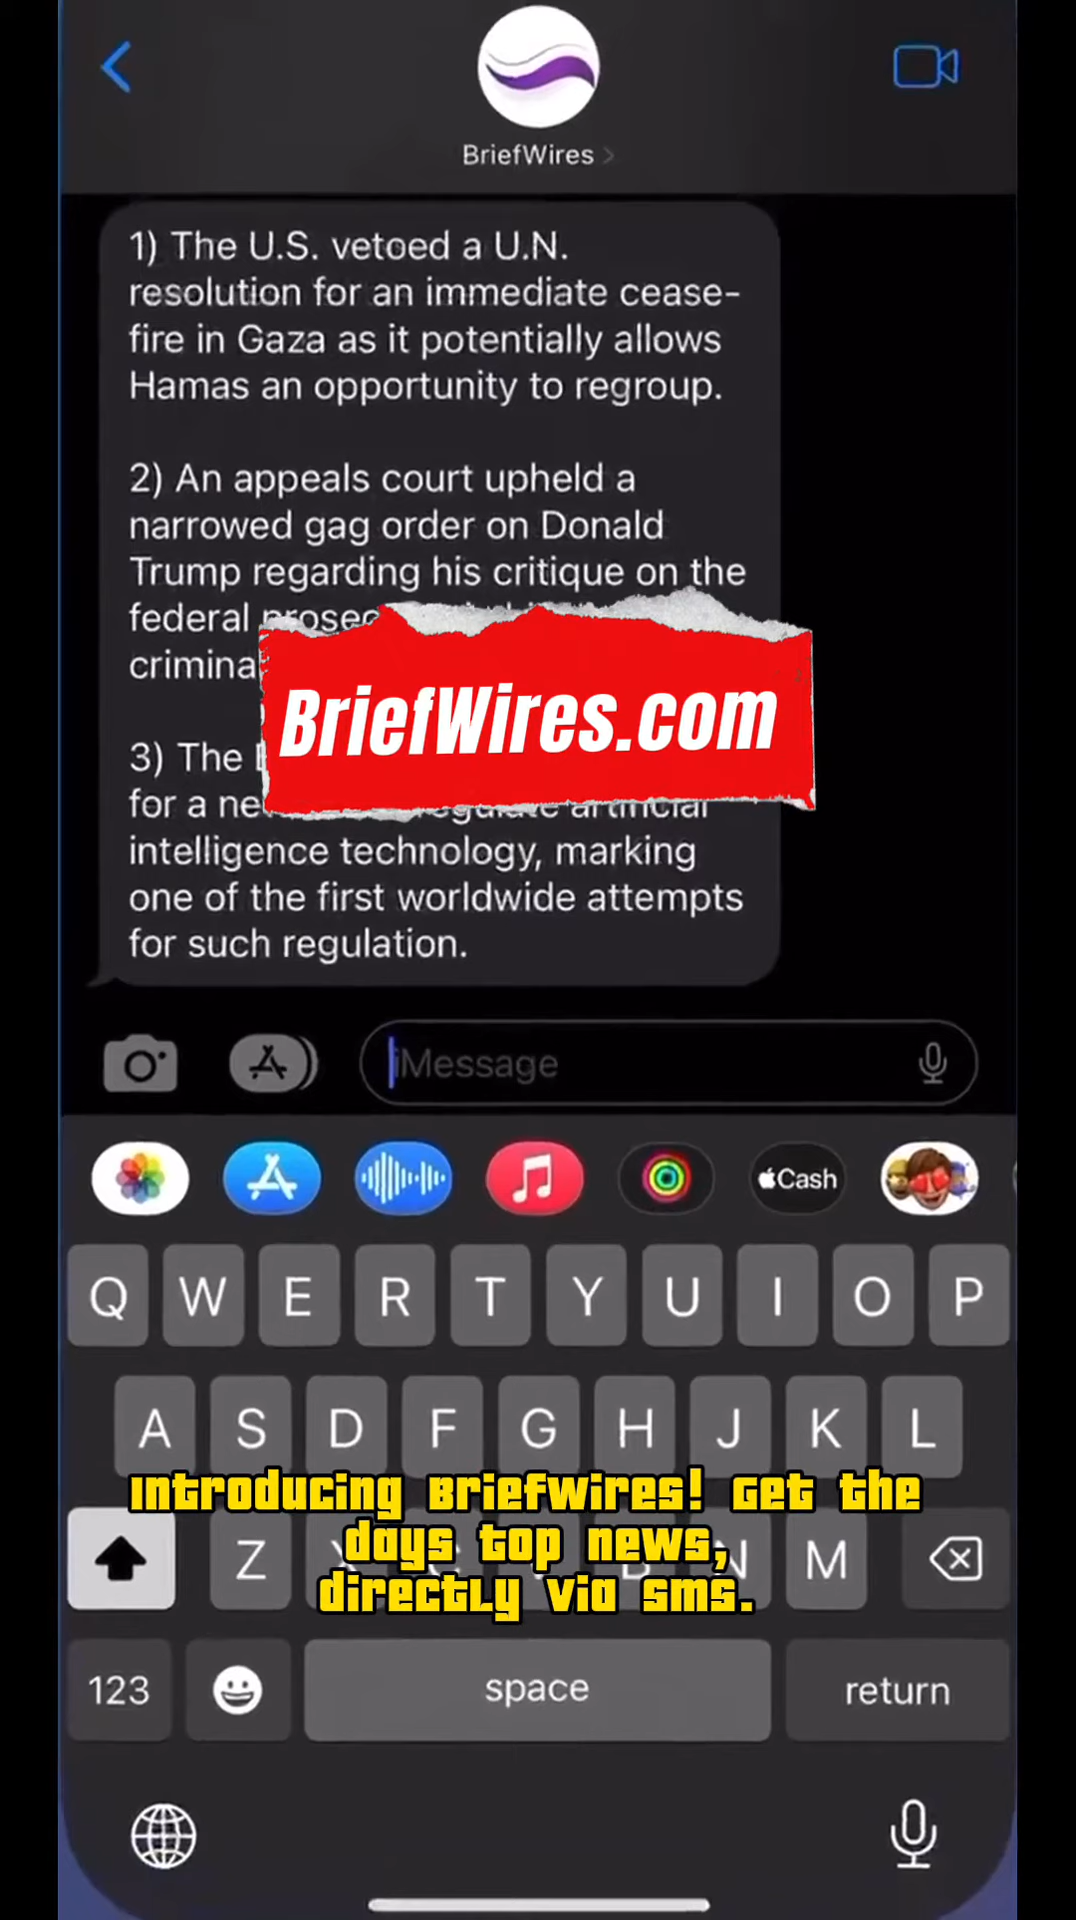 BriefWires
1) The U.S. vetoed a U.N.
resolution for an immediate cease-
fire in Gaza as it potentially allows
Hamas an opportunity to regroup.
2) An appeals court upheld a
narrowed gag order on Donald
Trump regarding his critique on the
federal
BriefWires.com
3) The
for a
intelligence technology, marking
one of the first worldwide attempts
for such regulation.
iMessage
Cash
Q W E R T Y U I O P
A S D F G H J K L
Introducing BriefWires! Get the
days top news,
directly via sms.
Z M
123 space return